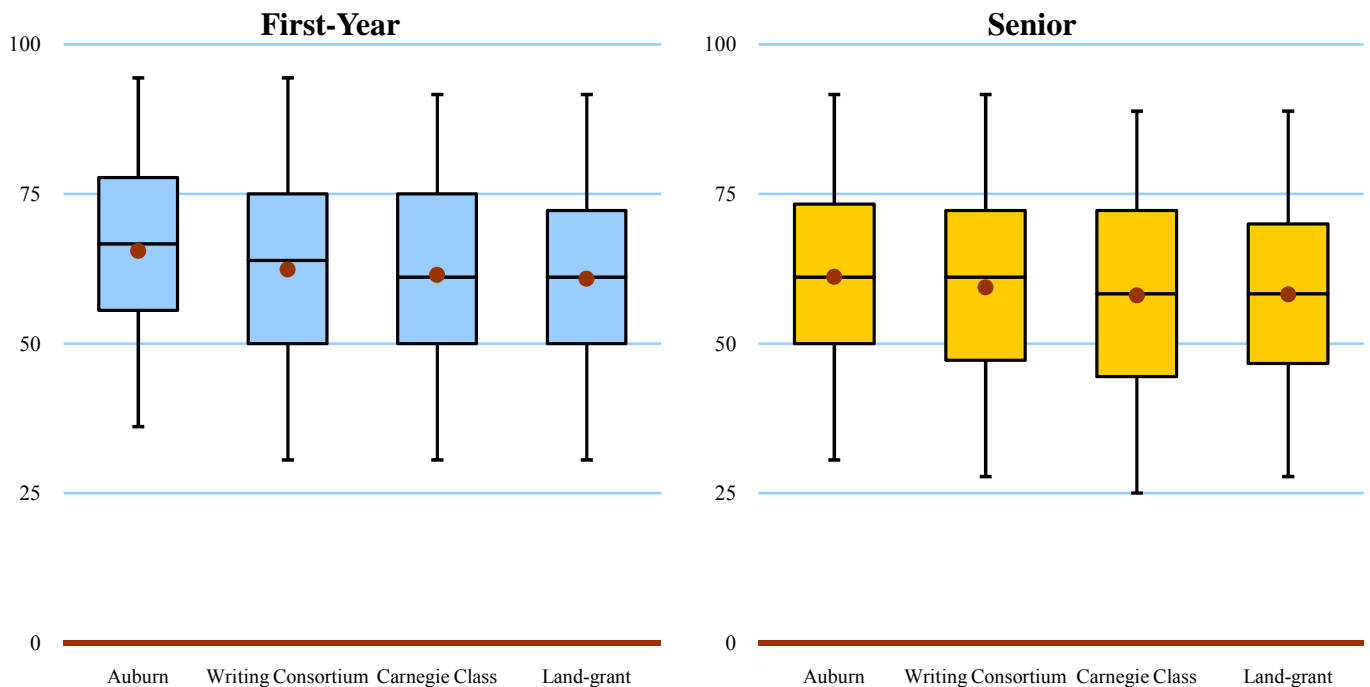 First-Year
100
75
50
25
0
Auburn Writing Consortium Carnegie Class Land-grant
Senior
100
75
50
25
0
Auburn Writing Consortium Carnegie Class Land-grant